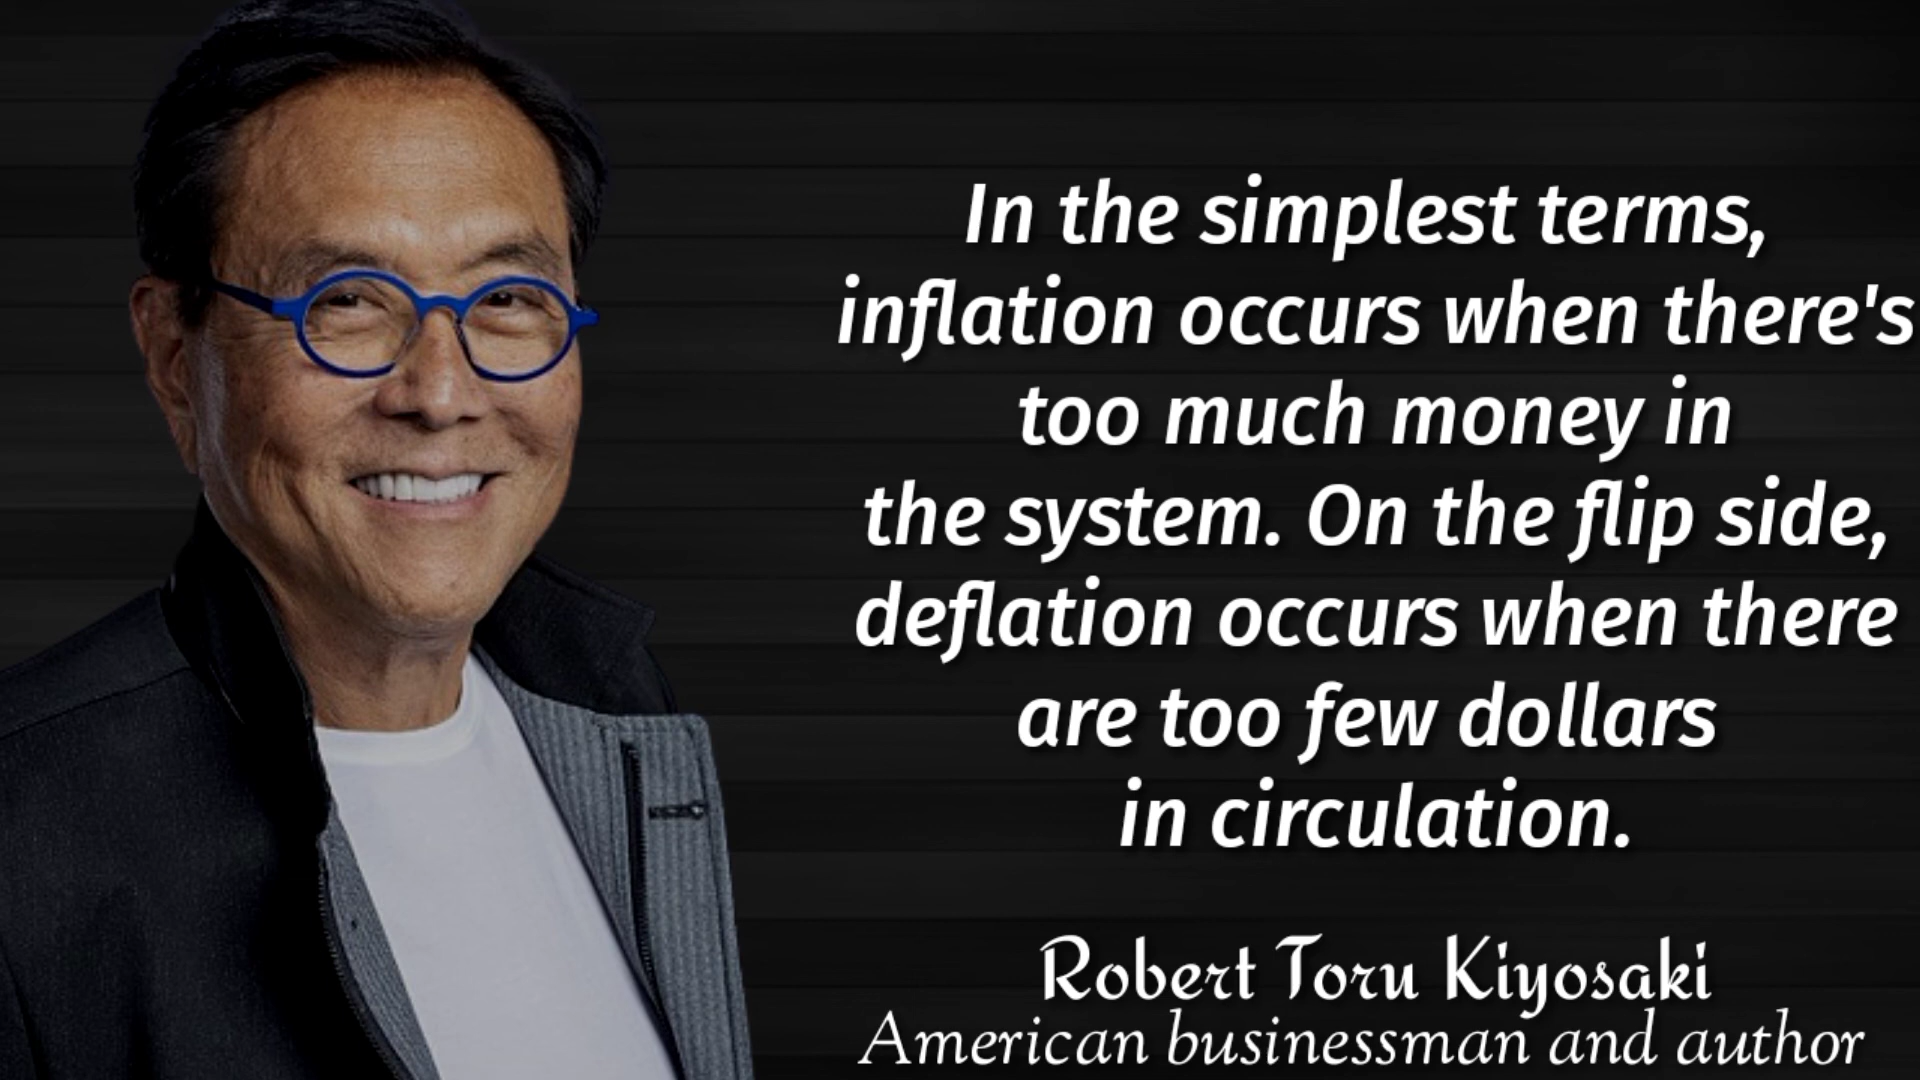 In the simplest terms,
inflation occurs when there's
too much money in
the system. On the flip side,
deflation occurs when there
are too few dollars
in circulation.
Robert Toru Kiyosaki
American businessman and author